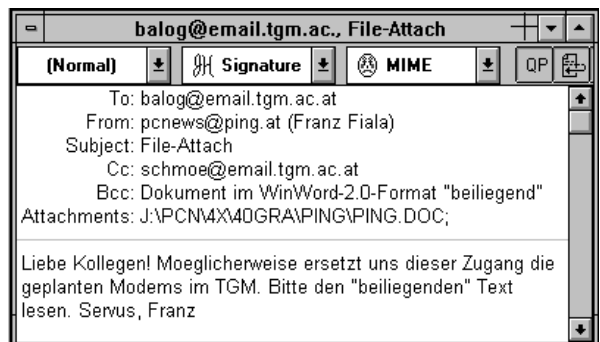 balog@email.tgm.ac., File-Attach
(Normal) Signature MIME QP
To: balog@email.tgm.ac.at
From: pcnews@ping.at (Franz Fiala)
Subject: File-Attach
Cc: schmoe@email.tgm.ac.at
Bcc: Dokument im WinWord-2.0-Format "beiliegend"
Attachments: J:\PCN\4X\40GRA\PING\PING.DOC;
Liebe Kollegen! Moeglicherweise ersetzt uns dieser Zugang die
geplanten Modems im TGM. Bitte den "beiliegenden" Text
lesen. Servus, Franz